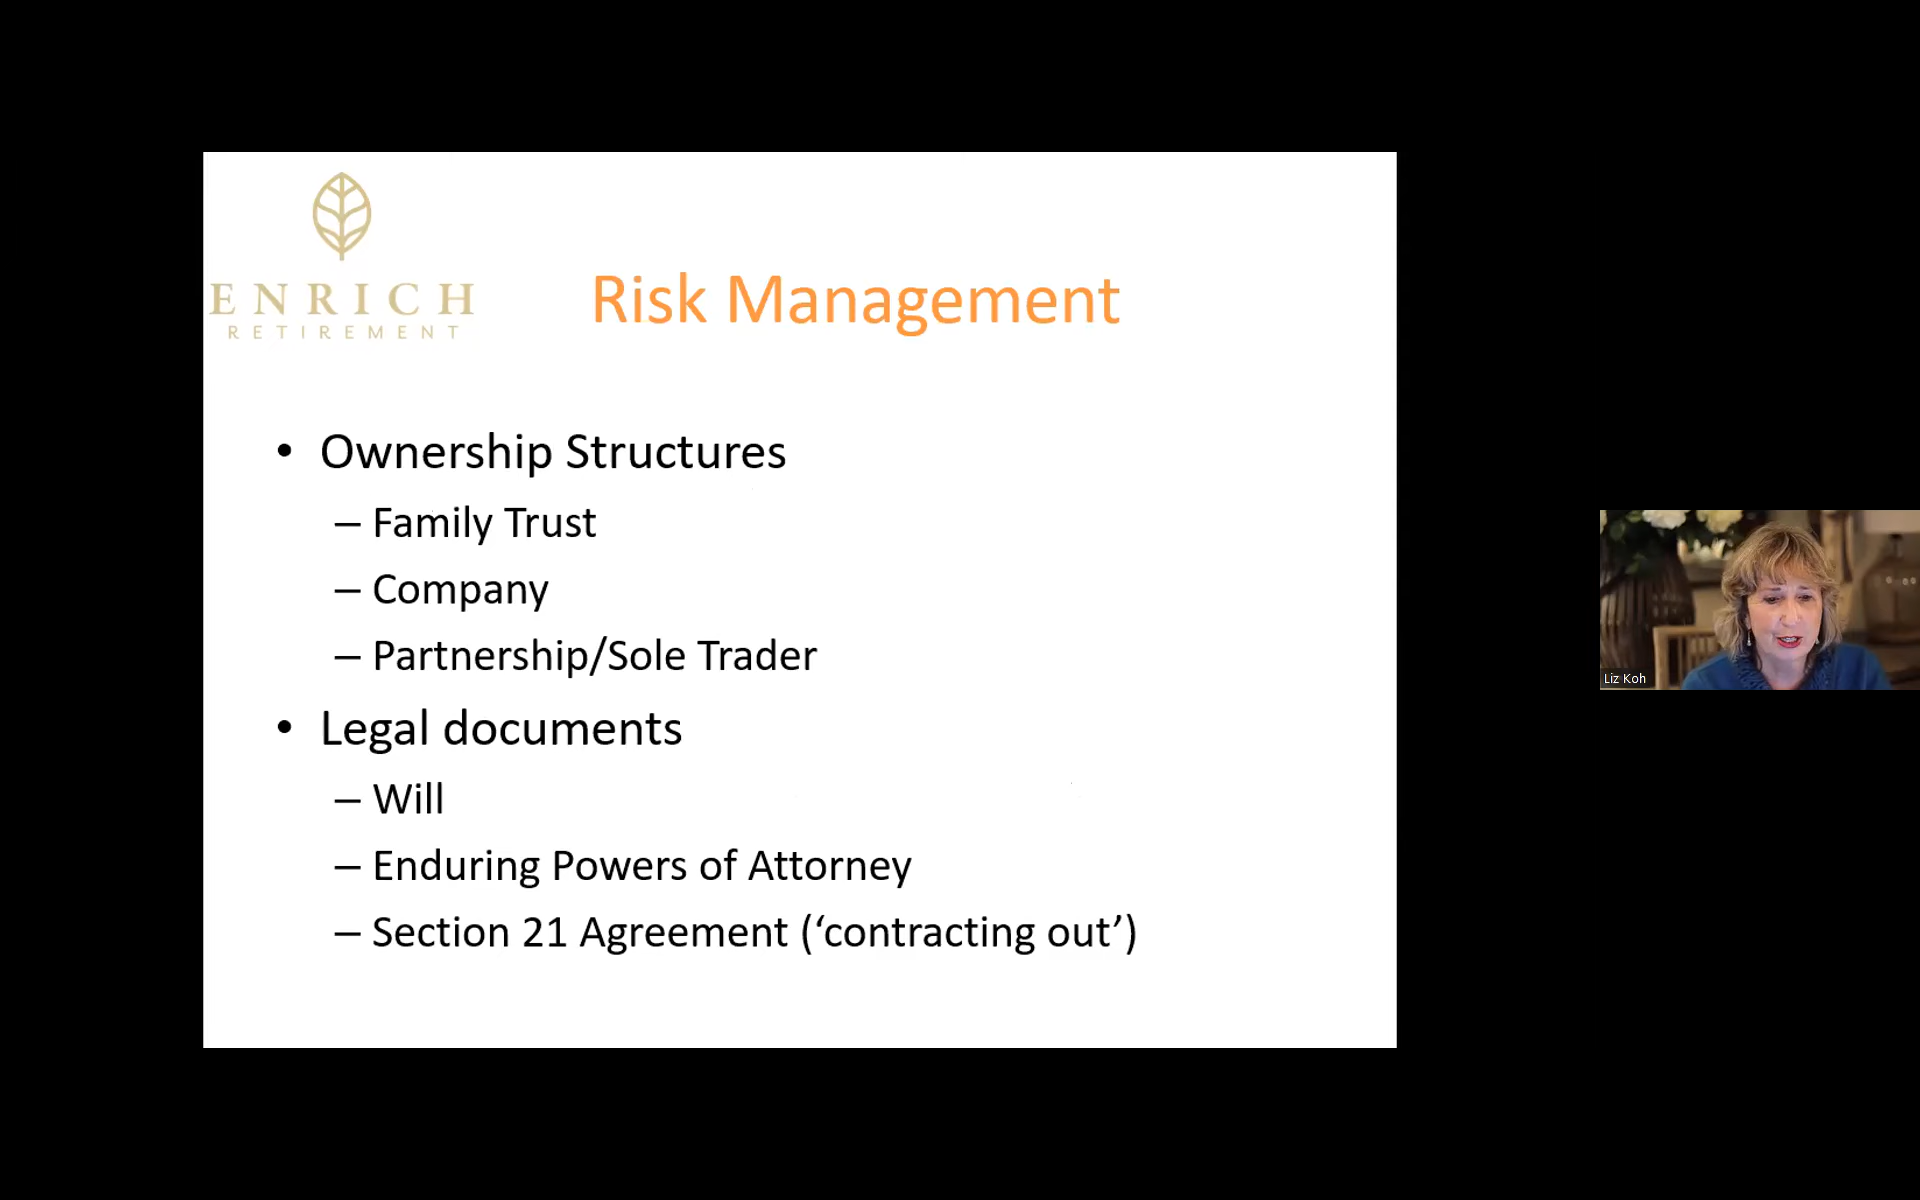 ENRICH
RETIREMENT
Risk Management
• Ownership Structures
– Family Trust
– Company
– Partnership/Sole Trader
• Legal documents
– Will
– Enduring Powers of Attorney
– Section 21 Agreement (‘contracting out’)
Liz Koh